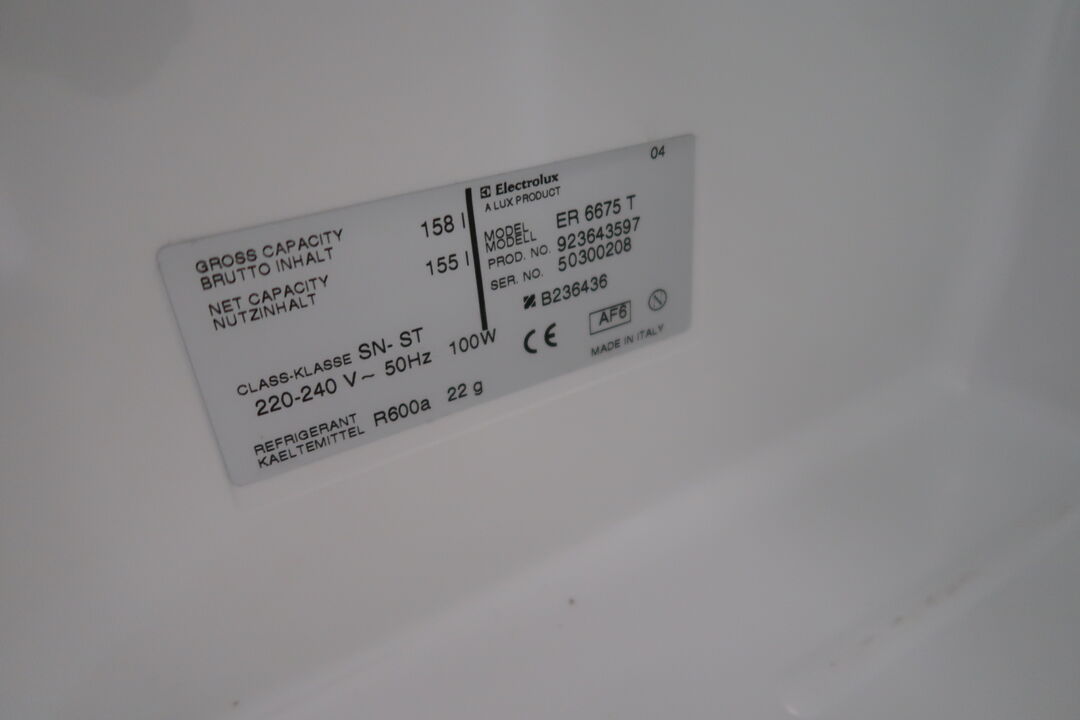 GROSS CAPACITY
BRUTTO INHALT 158 l
NET CAPACITY
NUTZINHALT 155 l
CLASS-KLASSE SN- ST
220-240 V ~ 50Hz 100W
REFRIGERANT
KAELTEMITTEL R600a 22 g
04
Electrolux
A LUX PRODUCT
MODEL
MODELL ER 6675 T
PROD. NO. 923643597
SER. NO. 50300208
B236436
CE AF6
MADE IN ITALY